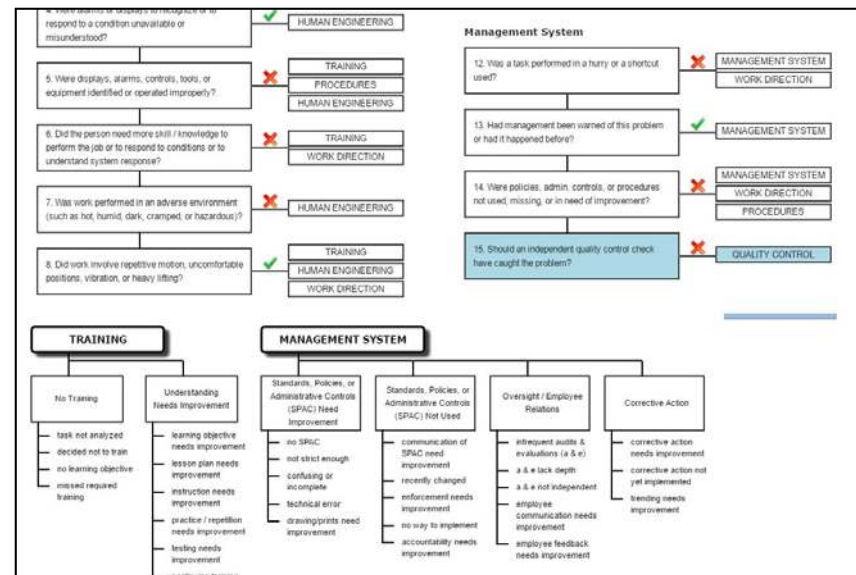 respond to a condition unavailable or
misunderstood?
HUMAN ENGINEERING
5. Were displays, alarms, controls, tools, or
equipment identified or operated improperly?
TRAINING
PROCEDURES
HUMAN ENGINEERING
6. Did the person need more skill / knowledge to
perform the job or to respond to conditions or to
understand system response?
TRAINING
WORK DIRECTION
7. Was work performed in an adverse environment
(such as hot, humid, dark, cramped, or hazardous)?
HUMAN ENGINEERING
8. Did work involve repetitive motion, uncomfortable
positions, vibration, or heavy lifting?
TRAINING
HUMAN ENGINEERING
WORK DIRECTION
Management System
12. Was a task performed in a hurry or a shortcut
used?
MANAGEMENT SYSTEM
WORK DIRECTION
13. Had management been warned of this problem
or had it happened before?
MANAGEMENT SYSTEM
14. Were policies, admin. controls, or procedures
not used, missing, or in need of improvement?
MANAGEMENT SYSTEM
WORK DIRECTION
PROCEDURES
15. Should an independent quality control check
have caught the problem?
QUALITY CONTROL
TRAINING
No Training
task not analyzed
decided not to train
no learning objective
missed required
training
Understanding
Needs Improvement
learning objective
needs improvement
lesson plan needs
improvement
instruction needs
improvement
practice / repetition
needs improvement
testing needs
improvement
MANAGEMENT SYSTEM
Standards, Policies, or
Administrative Controls
(SPAC) Need
Improvement
no SPAC
not strict enough
confusing or
incomplete
technical error
drawing/prints need
improvement
Standards, Policies, or
Administrative Controls
(SPAC) Not Used
communication of
SPAC need
improvement
recently changed
enforcement needs
improvement
no way to implement
accountability needs
improvement
Oversight / Employee
Relations
infrequent audits &
evaluations (a & e)
a & e lack depth
a & e not independent
employee
communication needs
improvement
employee feedback
needs improvement
Corrective Action
corrective action
needs improvement
corrective action not
yet implemented
trending needs
improvement